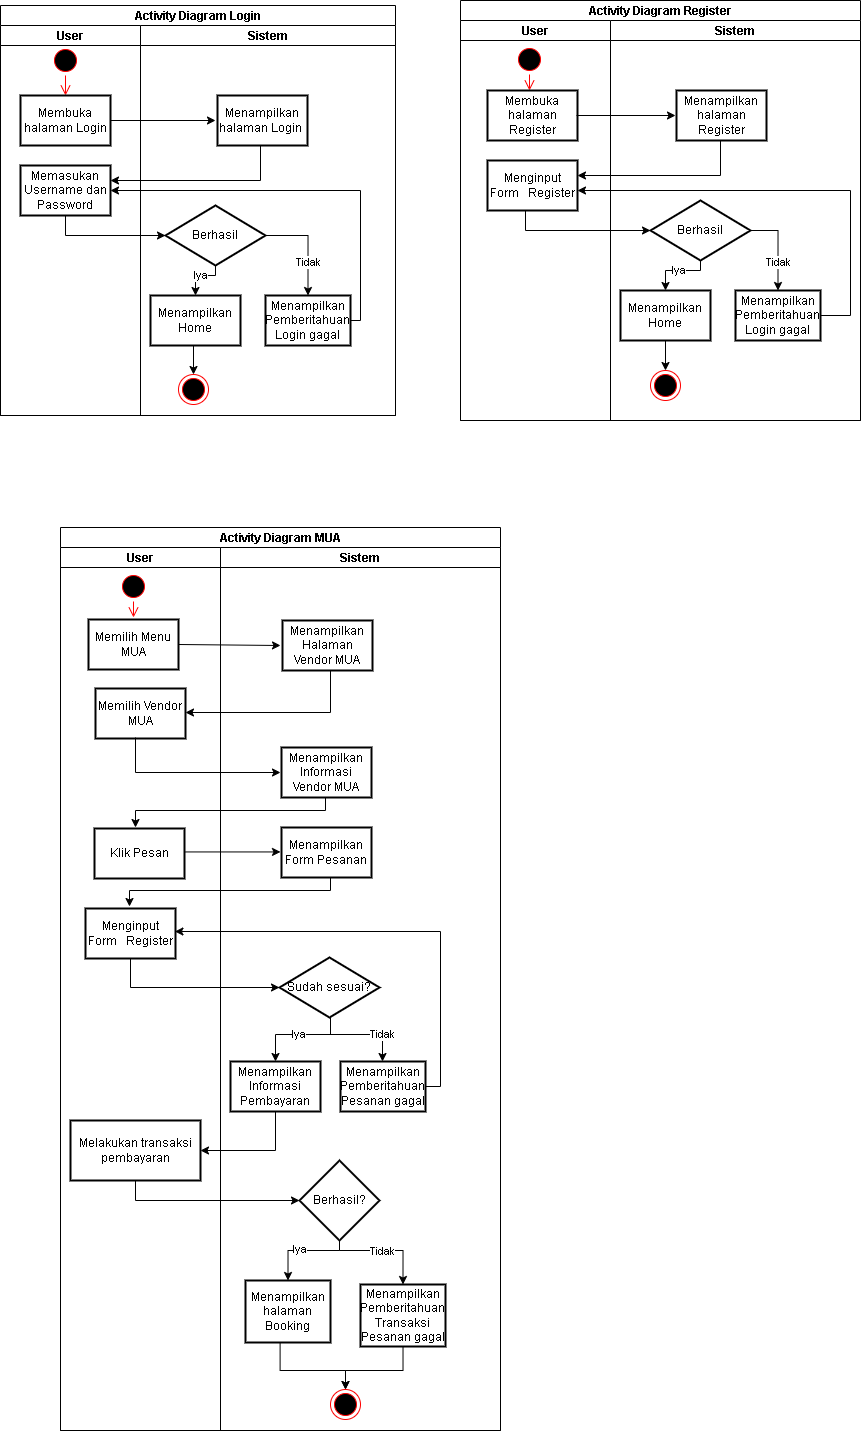 Activity Diagram Login
User
Sistem
Membuka
halaman Login
Menampilkan
halaman Login
Memasukan
Username dan
Password
Berhasil
Iya
Tidak
Menampilkan
Home
Menampilkan
Pemberitahuan
Login gagal
Activity Diagram Register
User
Sistem
Membuka
halaman
Register
Menampilkan
halaman
Register
Menginput
Form Register
Berhasil
Iya
Tidak
Menampilkan
Home
Menampilkan
Pemberitahuan
Login gagal
Activity Diagram MUA
User
Sistem
Memilih Menu
MUA
Menampilkan
Halaman
Vendor MUA
Memilih Vendor
MUA
Menampilkan
Informasi
Vendor MUA
Klik Pesan
Menampilkan
Form Pesanan
Menginput
Form Register
Sudah sesuai?
Iya
Tidak
Menampilkan
Informasi
Pembayaran
Menampilkan
Pemberitahuan
Pesanan gagal
Melakukan transaksi
pembayaran
Berhasil?
Iya
Tidak
Menampilkan
halaman
Booking
Menampilkan
Pemberitahuan
Transaksi
Pesanan gagal